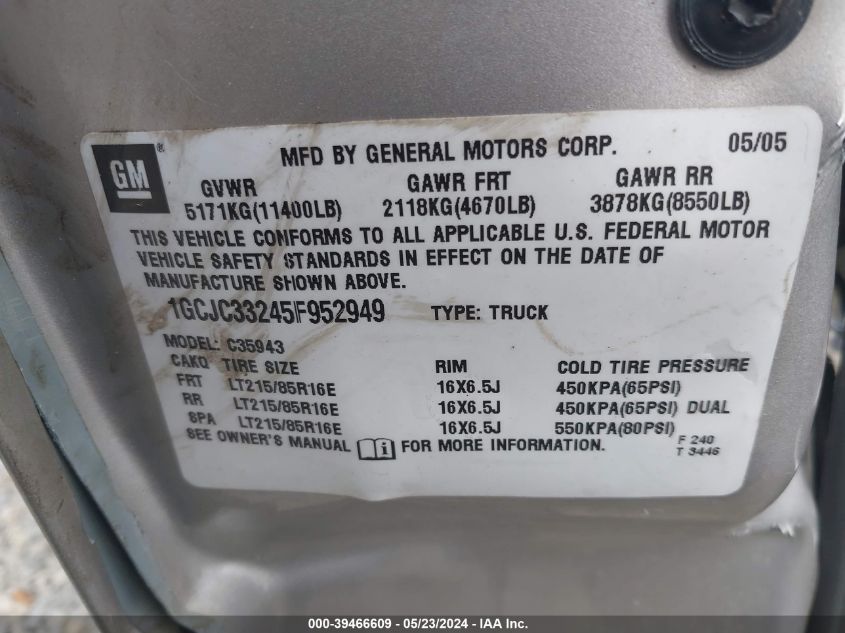 GM ® MFD BY GENERAL MOTORS CORP. 05/05
GVWR GAWR FRT GAWR RR
5171KG(11400LB) 2118KG(4670LB) 3878KG(8550LB)
THIS VEHICLE CONFORMS TO ALL APPLICABLE U.S. FEDERAL MOTOR
VEHICLE SAFETY STANDARDS IN EFFECT ON THE DATE OF
MANUFACTURE SHOWN ABOVE.
1GCJC33245F952949 TYPE: TRUCK
MODEL: C35943
CAKQ TIRE SIZE RIM COLD TIRE PRESSURE
FRT LT215/85R16E 16X6.5J 450KPA(65PSI)
RR LT215/85R16E 16X6.5J 450KPA(65PSI) DUAL
SPA LT215/85R16E 16X6.5J 550KPA(80PSI)
SEE OWNER'S MANUAL i FOR MORE INFORMATION. F 240
T 3446
000-39466609 - 05/23/2024 - IAA Inc.